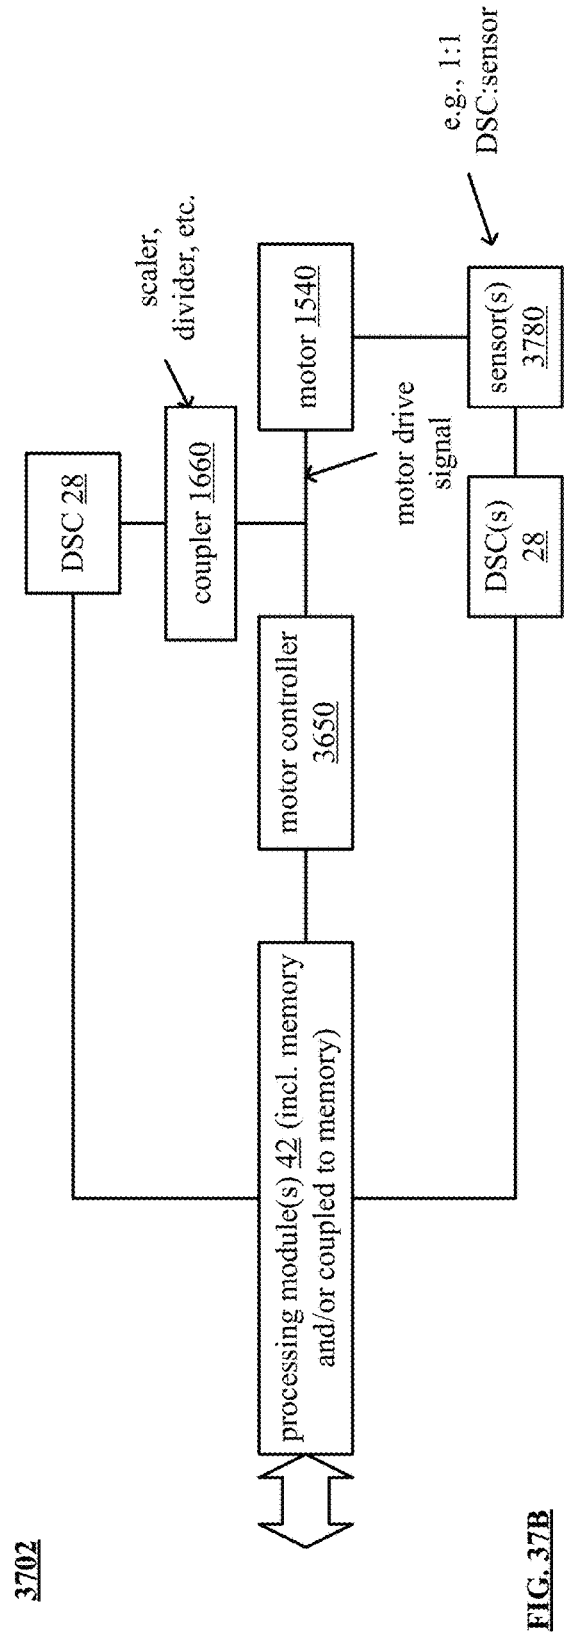 3702
scaler,
divider, etc.
DSC 28
coupler 1660
motor 1540
motor drive
signal
motor controller
3650
processing module(s) 42 (incl. memory
and/or coupled to memory)
e.g., 1:1
DSC:sensor
sensor(s)
3780
DSC(s)
28
FIG. 37B